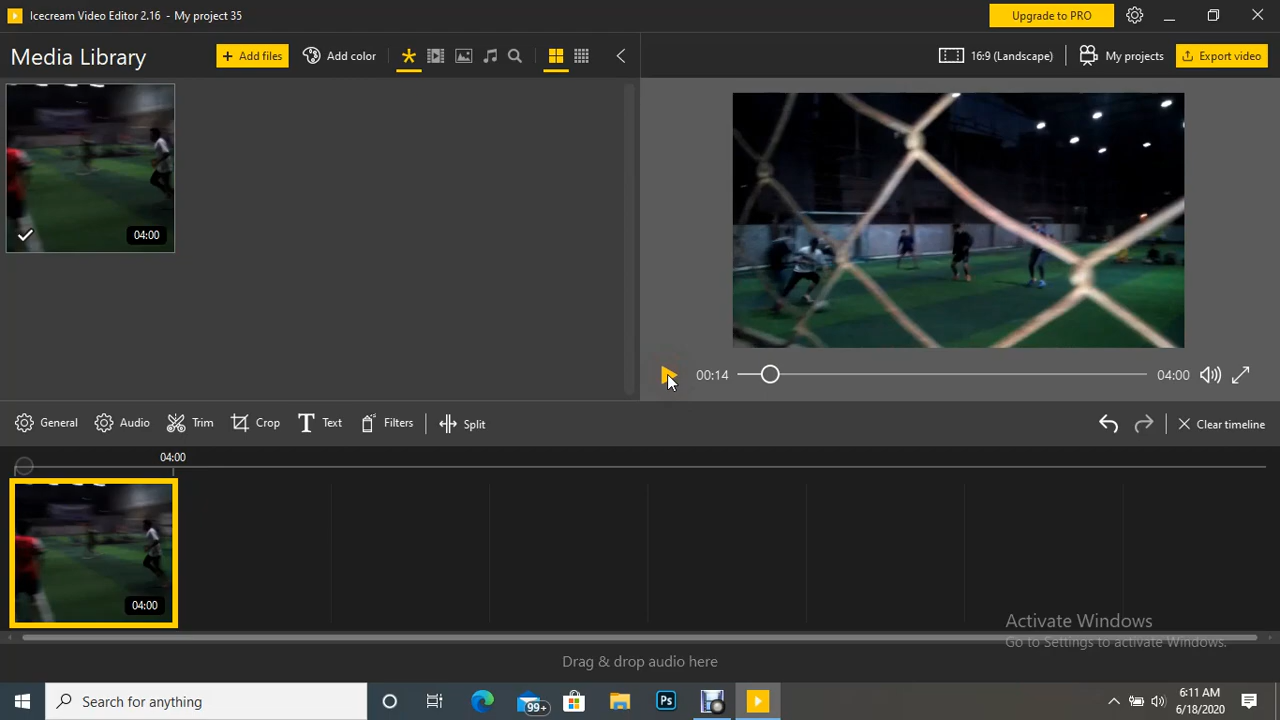 Icecream Video Editor 2.16 - My project 35
Upgrade to PRO
Media Library
+ Add files
Add color
16:9 (Landscape)
My projects
Export video
04:00
00:14
04:00
General
Audio
Trim
Crop
Text
Filters
Split
Clear timeline
04:00
04:00
Activate Windows
Go to Settings to activate Windows.
Drag & drop audio here
Search for anything
99+
Ps
6:11 AM
6/18/2020